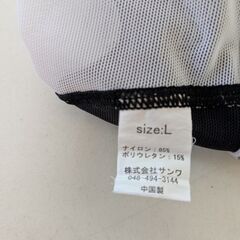 size:L
ナイロン:85%
ポリウレタン:15%
株式会社サンワ
048-494-3144
中国製